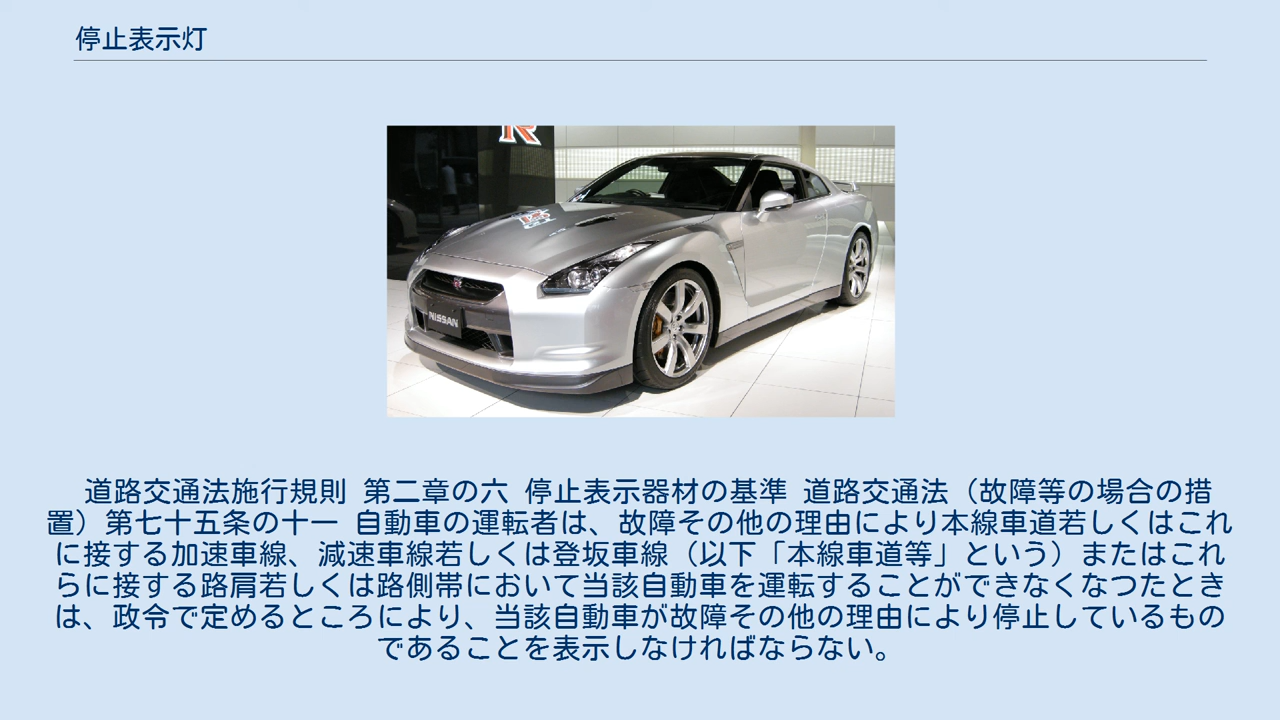 停止表示灯
R
NISSAN
道路交通法施行規則 第二章の六 停止表示器材の基準 道路交通法（故障等の場合の措
置）第七十五条の十一 自動車の運転者は、故障その他の理由により本線車道若しくはこれ
に接する加速車線、減速車線若しくは登坂車線（以下「本線車道等」という）またはこれ
らに接する路肩若しくは路側帯において当該自動車を運転することができなくなつたとき
は、政令で定めるところにより、当該自動車が故障その他の理由により停止しているもの
であることを表示しなければならない。